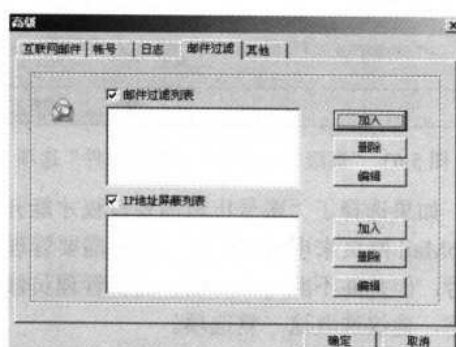 高级
互联网邮件 帐号 日志 邮件过滤 其他
邮件过滤列表
加入
删除
编辑
IP地址屏蔽列表
加入
删除
编辑
确定 取消